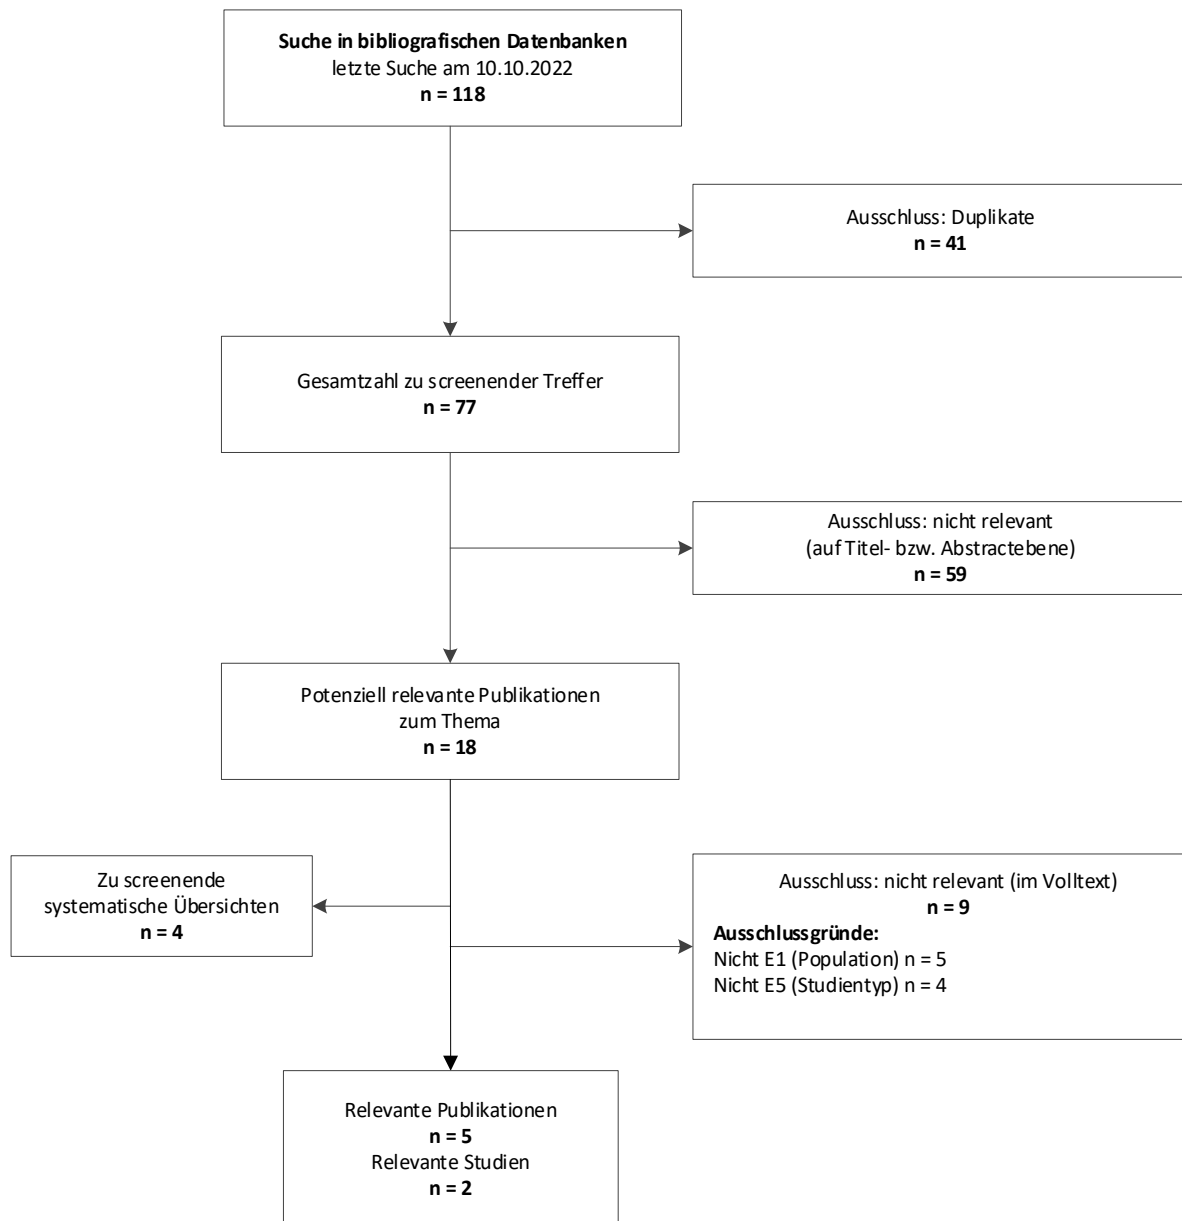 Suche in bibliografischen Datenbanken
letzte Suche am 10.10.2022
n = 118
Ausschluss: Duplikate
n = 41
Gesamtzahl zu screenender Treffer
n = 77
Ausschluss: nicht relevant
(auf Titel- bzw. Abstractebene)
n = 59
Potenziell relevante Publikationen
zum Thema
n = 18
Zu screenende
systematische Übersichten
n = 4
Ausschluss: nicht relevant (im Volltext)
n = 9
Ausschlussgründe:
Nicht E1 (Population) n = 5
Nicht E5 (Studientyp) n = 4
Relevante Publikationen
n = 5
Relevante Studien
n = 2